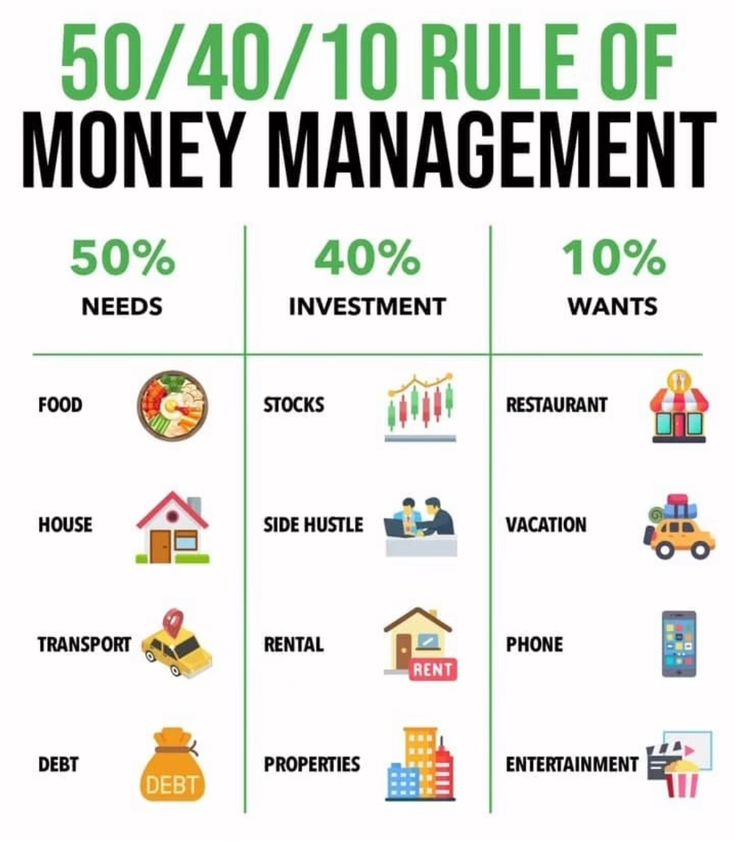 50/40/10 RULE OF
MONEY MANAGEMENT
50%
NEEDS
FOOD
HOUSE
TRANSPORT
DEBT
DEBT
40%
INVESTMENT
STOCKS
SIDE HUSTLE
RENTAL
RENT
PROPERTIES
10%
WANTS
RESTAURANT
VACATION
PHONE
ENTERTAINMENT